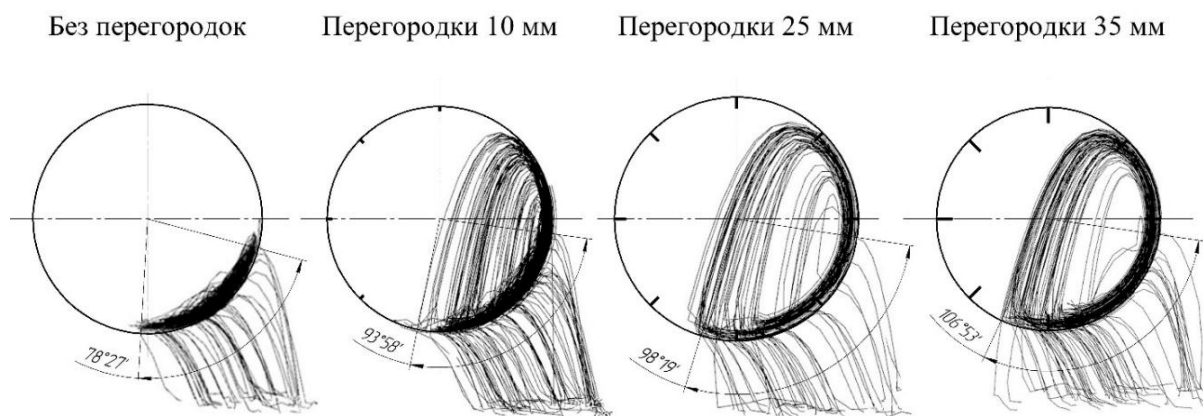 Без перегородок
Перегородки 10 мм
Перегородки 25 мм
Перегородки 35 мм
78°27'
93°58'
98°19'
106°53'